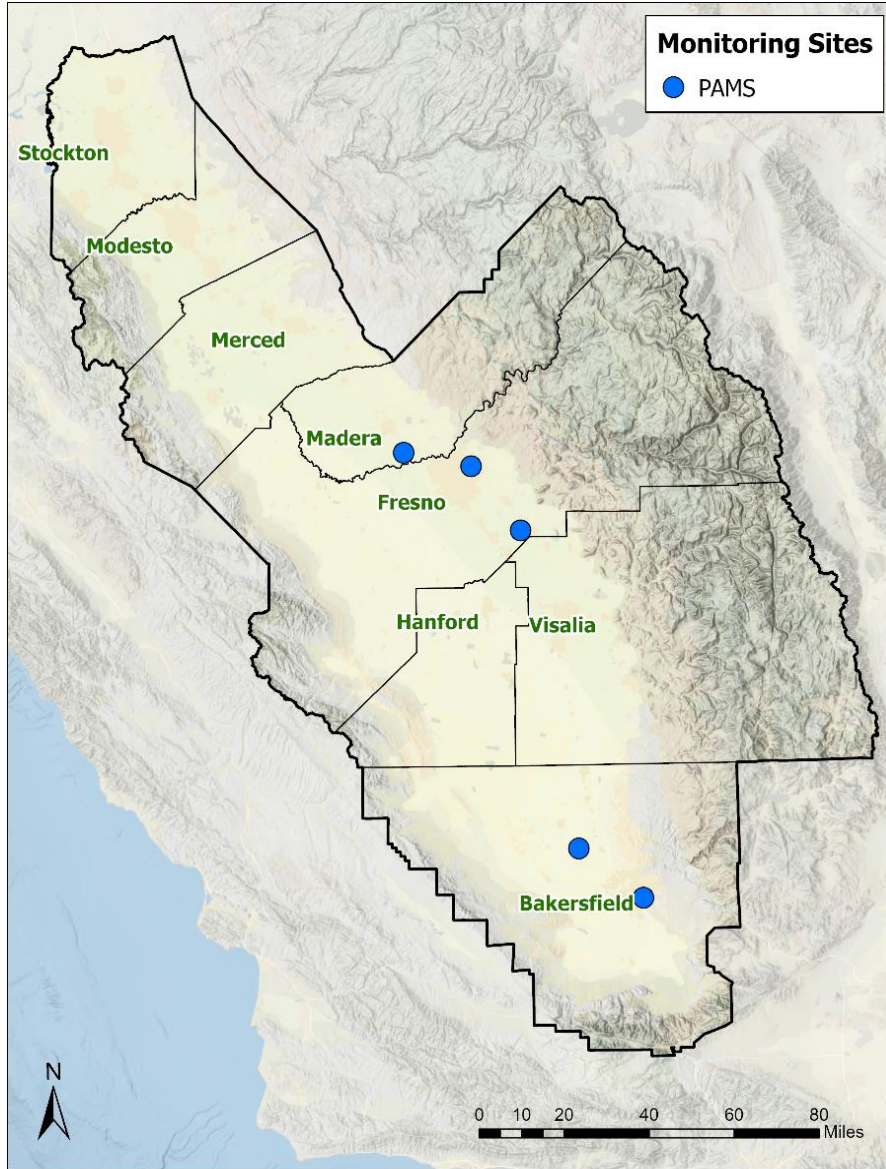 Monitoring Sites
PAMS
Stockton
Modesto
Merced
Madera
Fresno
Hanford
Visalia
Bakersfield
N
0 10 20 40 60 80
Miles